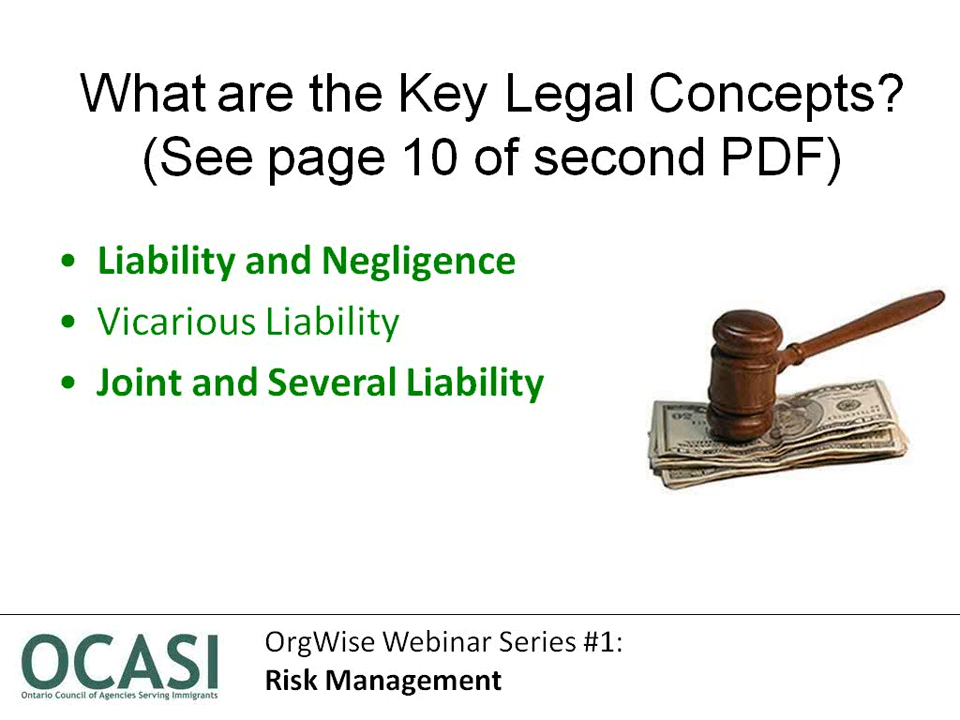 What are the Key Legal Concepts?
(See page 10 of second PDF)
• Liability and Negligence
• Vicarious Liability
• Joint and Several Liability
OCASI
Ontario Council of Agencies Serving Immigrants
OrgWise Webinar Series #1:
Risk Management